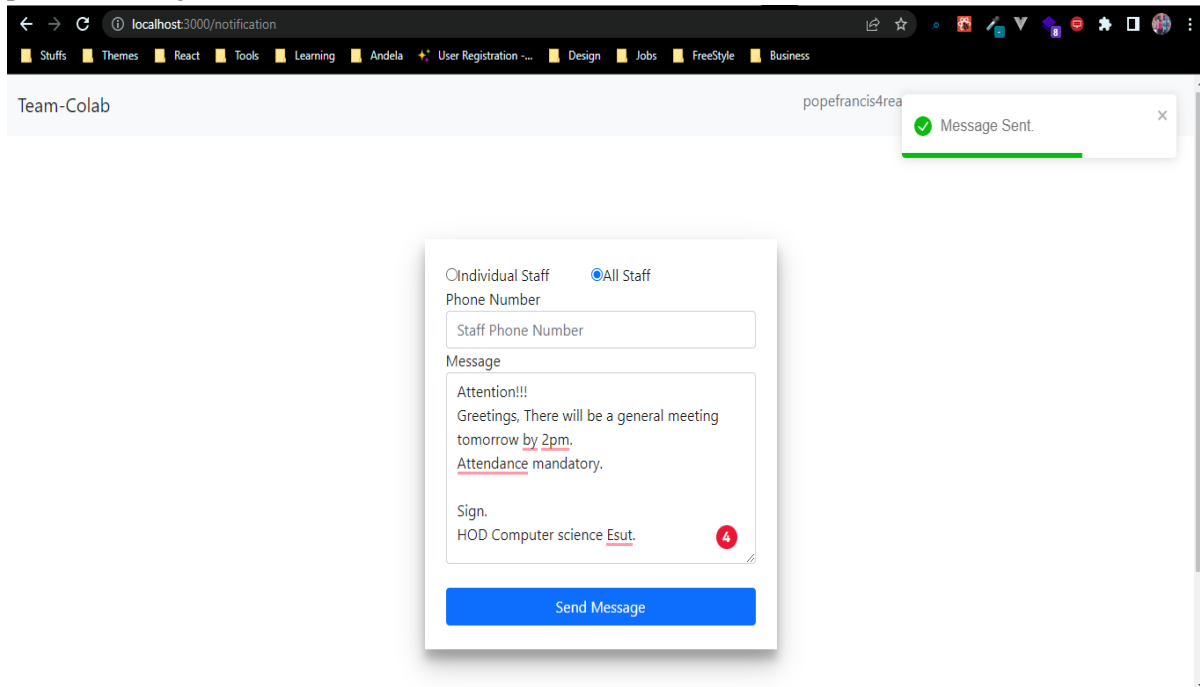 localhost:3000/notification
8
Stuffs Themes React Tools Learning Andela User Registration -... Design Jobs FreeStyle Business
Team-Colab
popefrancis4rea
Message Sent.
Individual Staff All Staff
Phone Number
Staff Phone Number
Message
Attention!!!
Greetings, There will be a general meeting
tomorrow by 2pm.
Attendance mandatory.
Sign.
HOD Computer science Esut.
4
Send Message